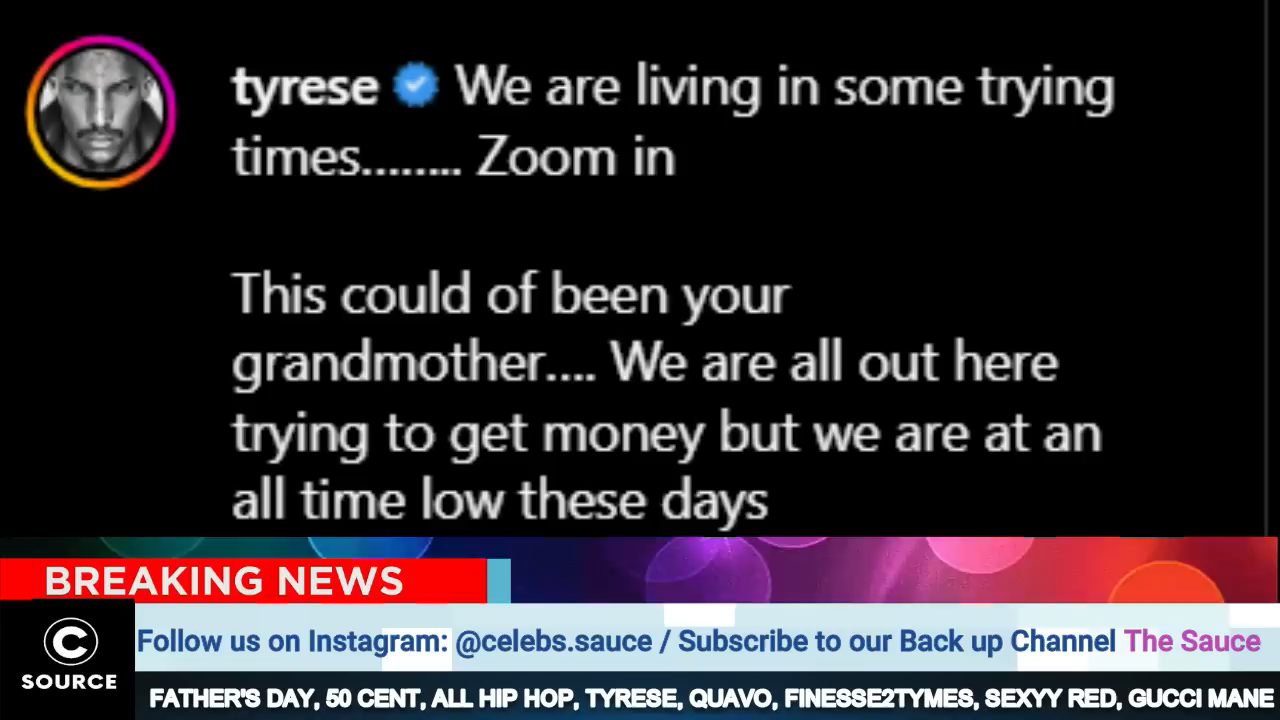 tyrese We are living in some trying
times......... Zoom in
This could of been your
grandmother.... We are all out here
trying to get money but we are at an
all time low these days
BREAKING NEWS
C
SOURCE
Follow us on Instagram: @celebs.sauce / Subscribe to our Back up Channel The Sauce
FATHER'S DAY, 50 CENT, ALL HIP HOP, TYRESE, QUAVO, FINESSE2TYMES, SEXYY RED, GUCCI MANE